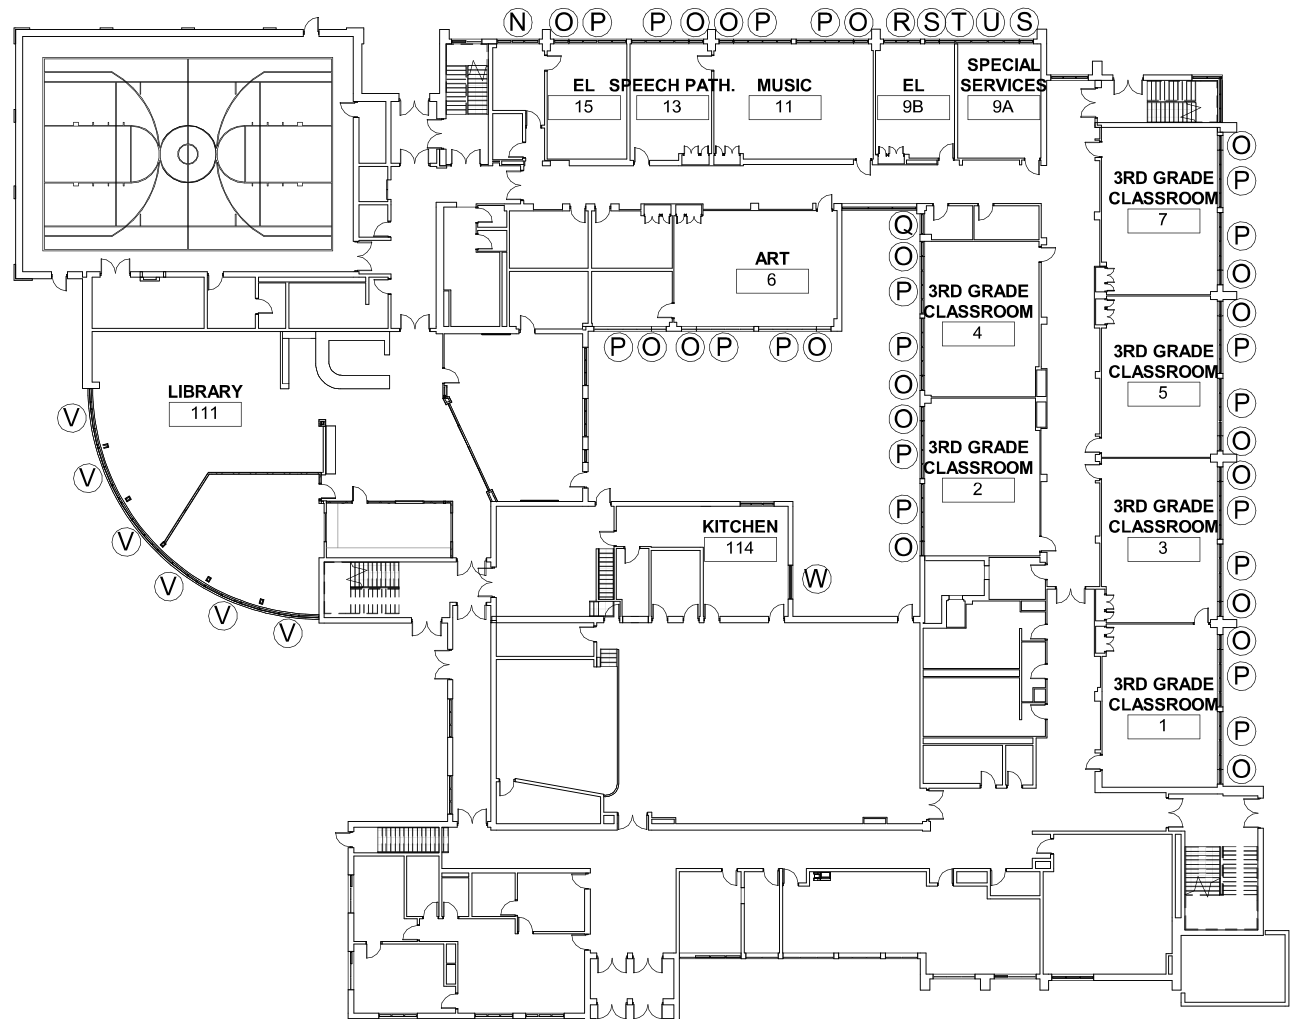 N O P P O O P P O R S T U S
EL
15
SPEECH PATH.
13
MUSIC
11
EL
9B
SPECIAL
SERVICES
9A
O
P
3RD GRADE
CLASSROOM
7
P
O
Q
O
P
ART
6
3RD GRADE
CLASSROOM
4
O
P
3RD GRADE
CLASSROOM
5
P
O
P O O P P O
P
O
LIBRARY
111
V
V
V
V
V
V
O
P
3RD GRADE
CLASSROOM
2
P
O
O
P
3RD GRADE
CLASSROOM
3
P
O
KITCHEN
114
W
O
P
3RD GRADE
CLASSROOM
1
P
O